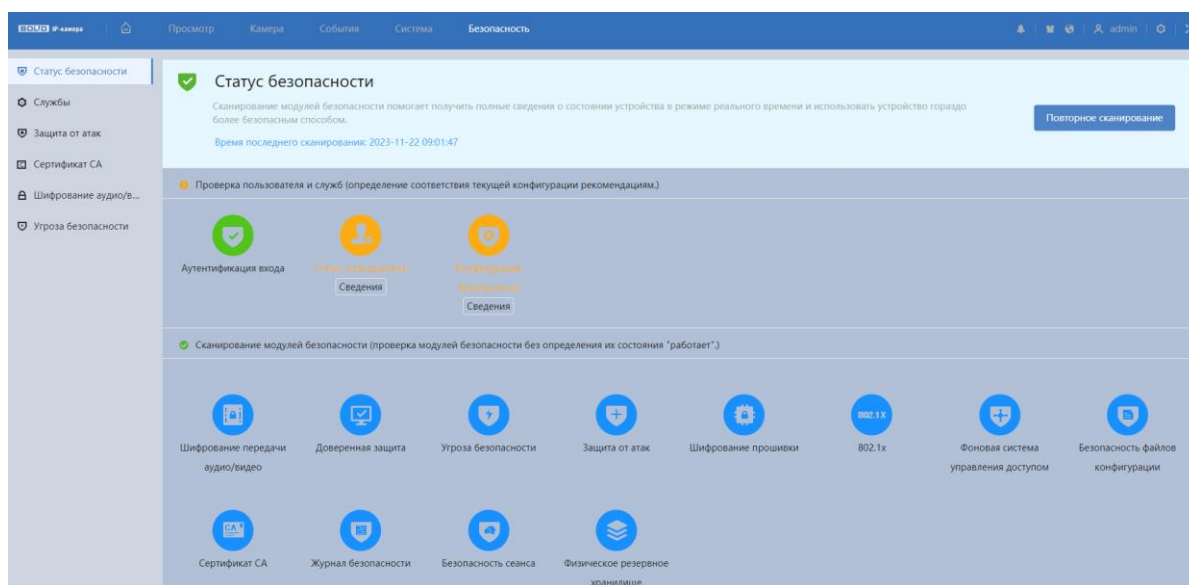 BOLID IP-камера
Просмотр Камера События Система Безопасность
admin
Статус безопасности
Службы
Защита от атак
Сертификат CA
Шифрование аудио/в...
Угроза безопасности
Статус безопасности
Сканирование модулей безопасности помогает получить полные сведения о состоянии устройства в режиме реального времени и использовать устройство гораздо
более безопасным способом.
Время последнего сканирования: 2023-11-22 09:01:47
Повторное сканирование
Проверка пользователя и служб (определение соответствия текущей конфигурации рекомендациям.)
Аутентификация входа
Статус пользователя
Сведения
Конфигурация
безопасности
Сведения
Сканирование модулей безопасности (проверка модулей безопасности без определения их состояния "работает".)
802.1X
Шифрование передачи
аудио/видео
Доверенная защита
Угроза безопасности
Защита от атак
Шифрование прошивки
802.1x
Фоновая система
управления доступом
Безопасность файлов
конфигурации
CA
Сертификат CA
Журнал безопасности
Безопасность сеанса
Физическое резервное
хранилище